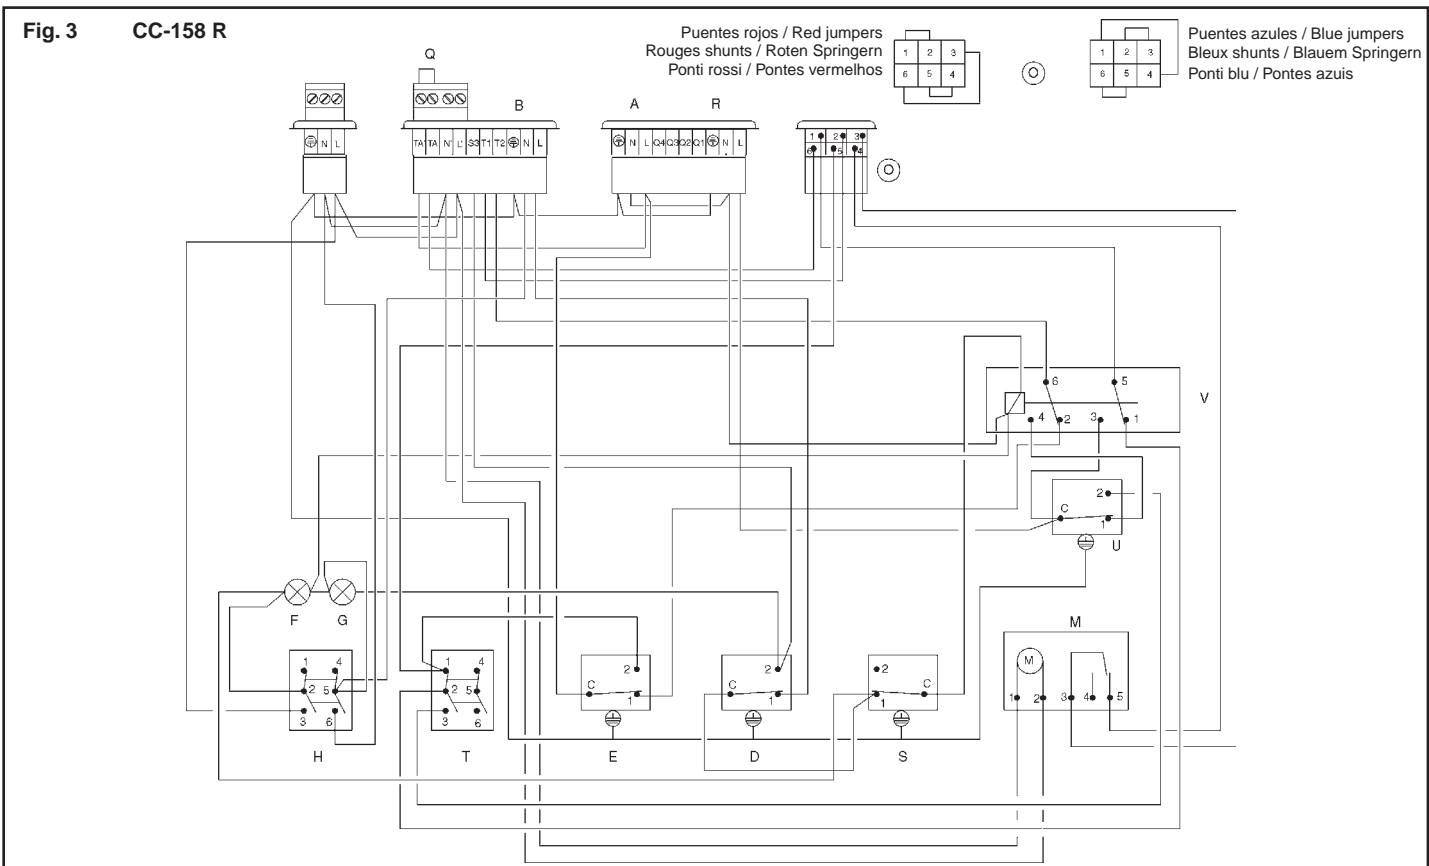 Fig. 3 CC-158 R
Puentes rojos / Red jumpers
Rouges shunts / Roten Springern
Ponti rossi / Pontes vermelhos
1 2 3
6 5 4
O
1 2 3
6 5 4
Puentes azules / Blue jumpers
Bleux shunts / Blauem Springern
Ponti blu / Pontes azuis
Q
B
A
R
N L
TA' TA N' L' S3 T1 T2 N L
N L Q4 Q3 Q2 Q1 N L
1 2 3
6 5 4
O
6 5
V
4 2 3 1
2
C
1
U
F G
M
M
1 4
2 5
3 6
1 4
2 5
3 6
2
C
1
2
C
1
2
C
1
1 2 3 4 5
H T E D S